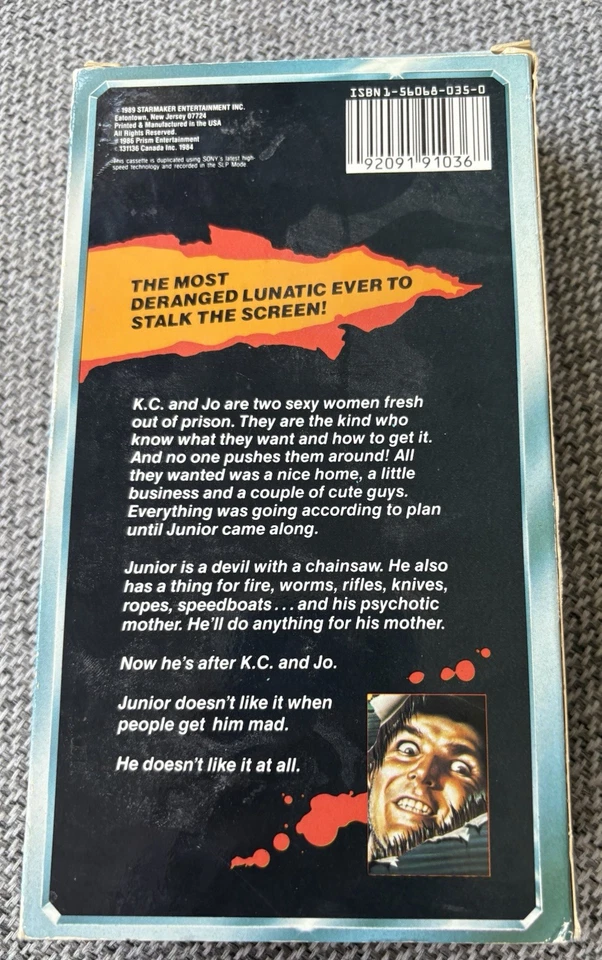 © 1989 STARMAKER ENTERTAINMENT INC.
Eatontown, New Jersey 07724
Printed & Manufactured in the USA
All Rights Reserved.
© 1986 Prism Entertainment
© 131136 Canada Inc. 1984
This cassette is duplicated using SONY's latest high-
speed technology and recorded in the SLP Mode
ISBN 1-56068-035-0
92091 91036
THE MOST
DERANGED LUNATIC EVER TO
STALK THE SCREEN!
K.C. and Jo are two sexy women fresh
out of prison. They are the kind who
know what they want and how to get it.
And no one pushes them around! All
they wanted was a nice home, a little
business and a couple of cute guys.
Everything was going according to plan
until Junior came along.
Junior is a devil with a chainsaw. He also
has a thing for fire, worms, rifles, knives,
ropes, speedboats...and his psychotic
mother. He'll do anything for his mother.
Now he's after K.C. and Jo.
Junior doesn't like it when
people get him mad.
He doesn't like it at all.